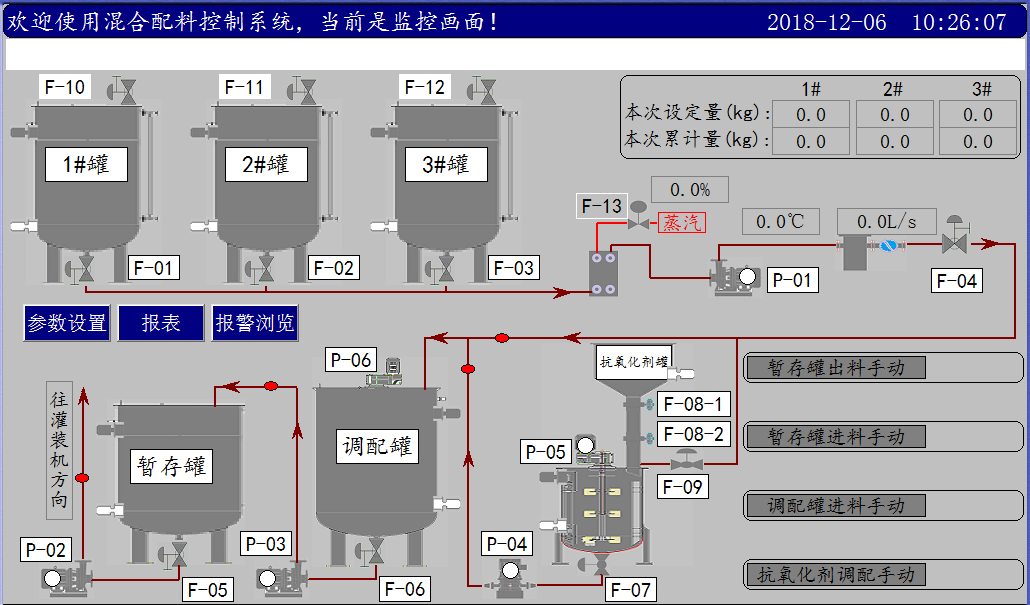 欢迎使用混合配料控制系统，当前是监控画面！ 2018-12-06 10:26:07
F-10 F-11 F-12
1# 2# 3#
本次设定量(kg): 0.0 0.0 0.0
本次累计量(kg): 0.0 0.0 0.0
1#罐 2#罐 3#罐
0.0%
F-13
蒸汽
0.0℃ 0.0L/s
F-01 F-02 F-03
P-01 F-04
参数设置 报表 报警浏览
P-06
抗氧化剂罐
暂存罐出料手动
往灌装机方向
F-08-1
F-08-2
暂存罐 调配罐
P-05
暂存罐进料手动
F-09
调配罐进料手动
P-02 P-03 P-04
F-05 F-06 F-07
抗氧化剂调配手动